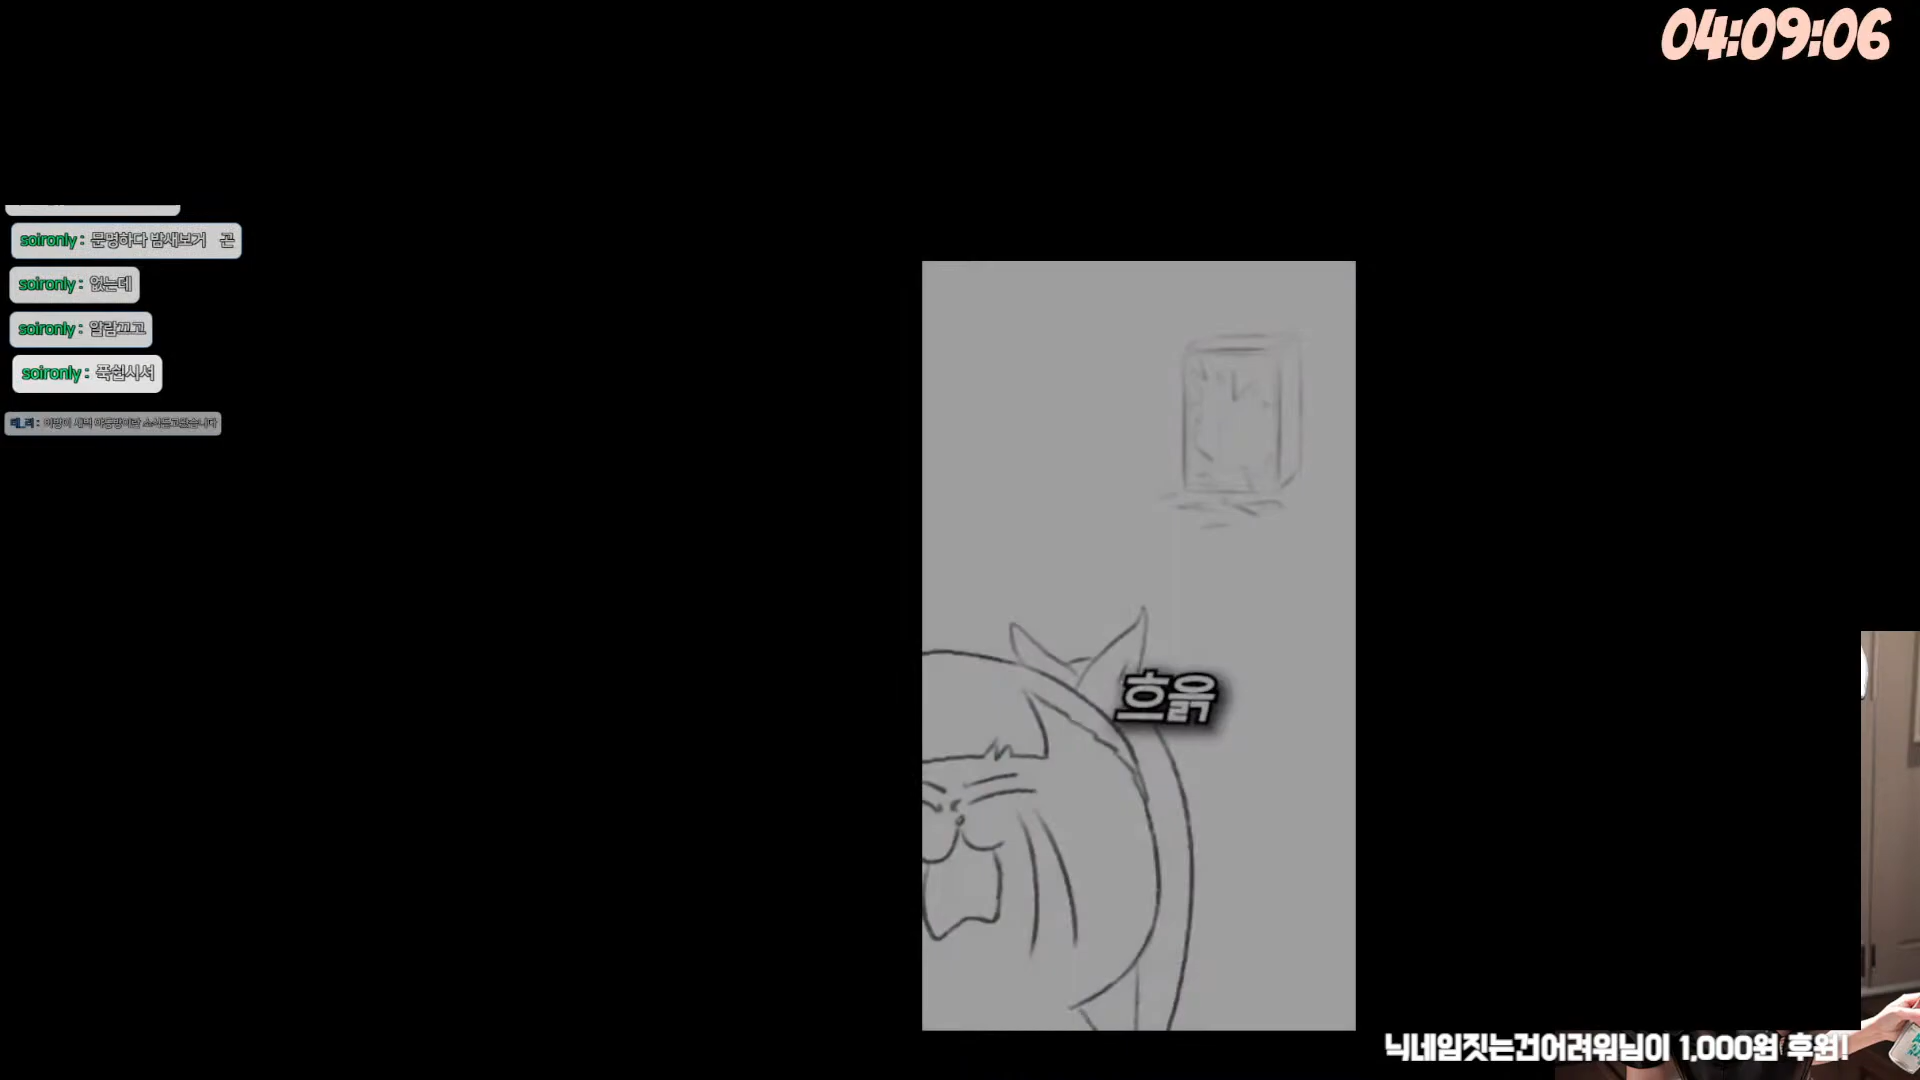 04:09:06
soironly : 문명하다 밤새보거 곤
soironly : 없는데
soironly : 알람끄고
soironly : 푹쉽시셔
흐윽
닉네임짓는건어려워님이 1,000원 후원!